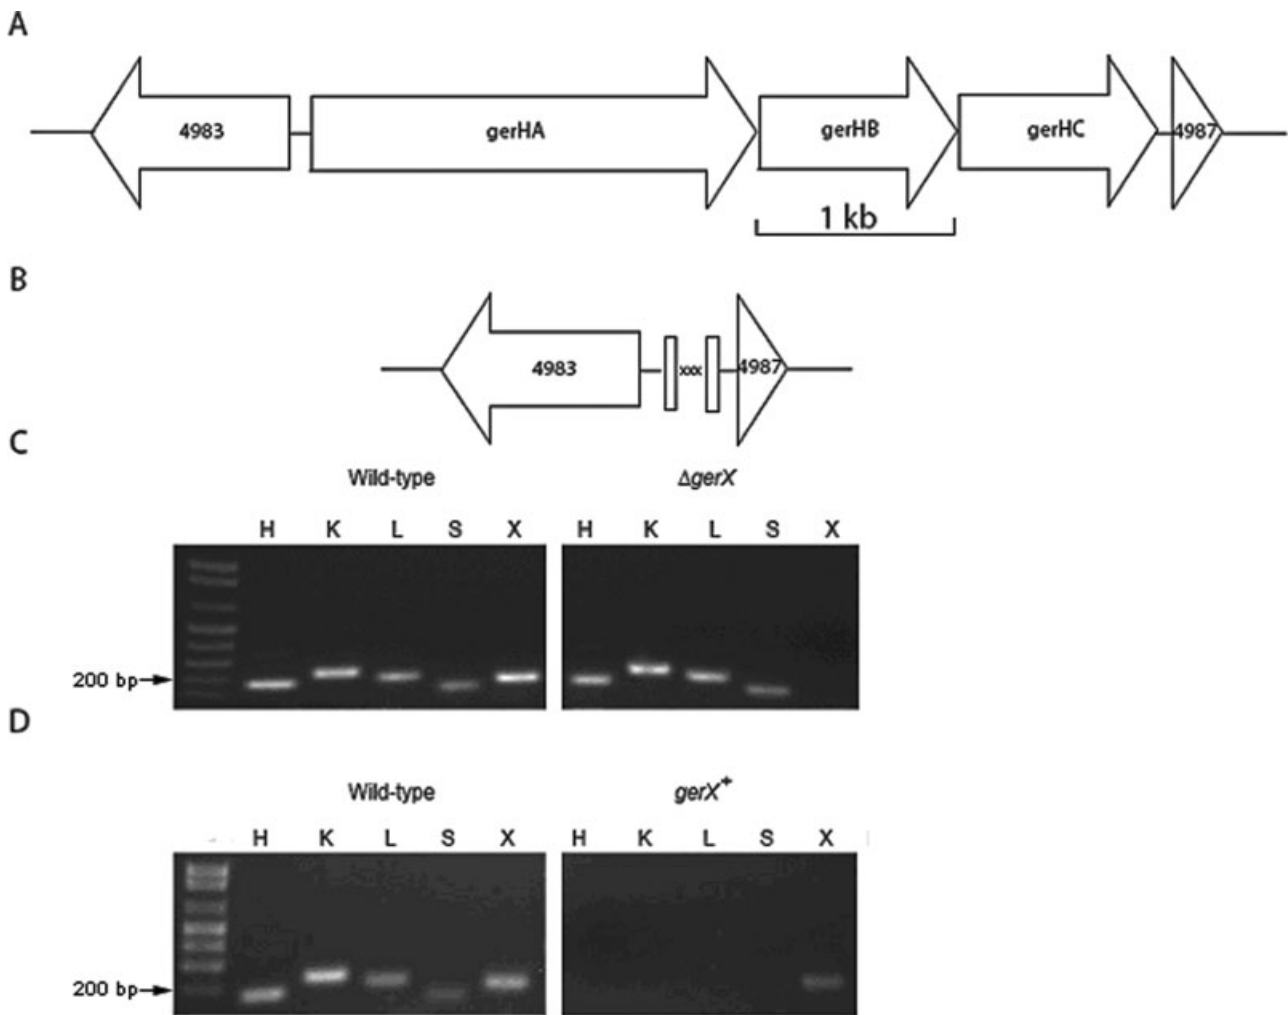 A
4983 gerHA gerHB gerHC 4987
1 kb
B
4983 xxx 4987
C
Wild-type ΔgerX
H K L S X H K L S X
200 bp
D
Wild-type gerX⁺
H K L S X H K L S X
200 bp